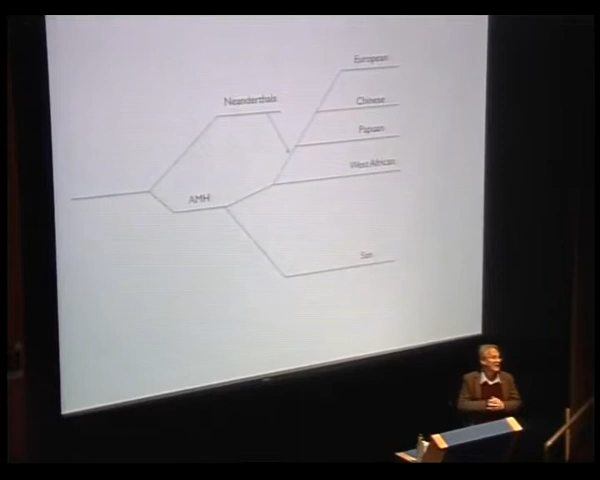 European
Neanderthals
Chinese
Papuan
West African
AMH
San